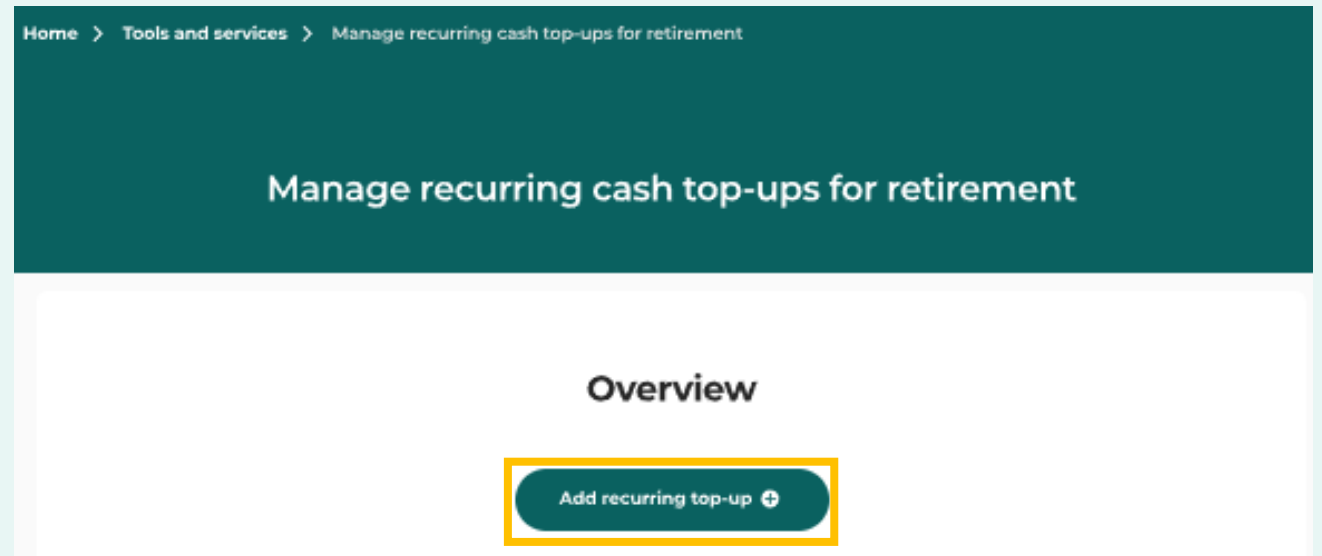 Home > Tools and services > Manage recurring cash top-ups for retirement
Manage recurring cash top-ups for retirement
Overview
Add recurring top-up